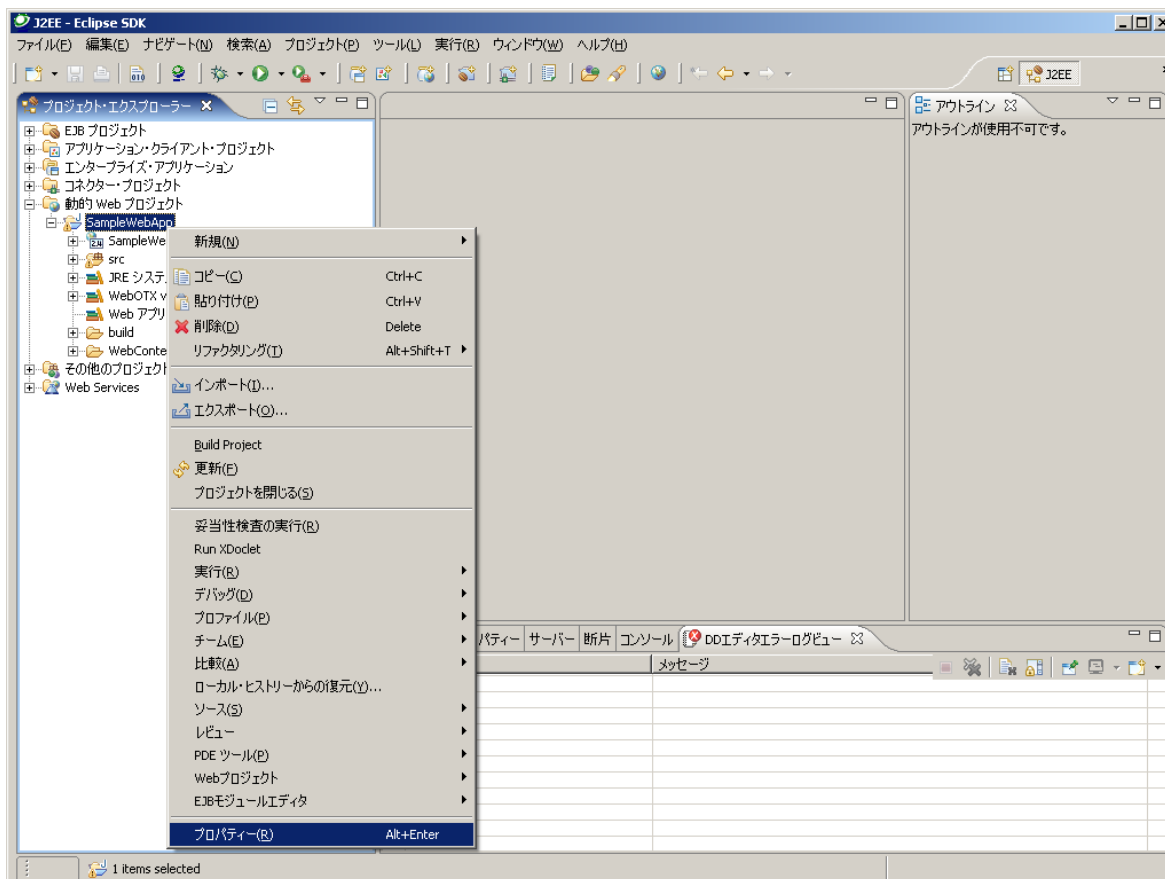 J2EE - Eclipse SDK
ファイル(F) 編集(E) ナビゲート(N) 検索(A) プロジェクト(P) ツール(L) 実行(R) ウィンドウ(W) ヘルプ(H)
J2EE
プロジェクト・エクスプローラー
アウトライン
アウトラインが使用不可です。
EJB プロジェクト
アプリケーション・クライアント・プロジェクト
エンタープライズ・アプリケーション
コネクター・プロジェクト
動的 Web プロジェクト
SampleWebApp
SampleWe
src
JRE システ
WebOTX v
Web アプリ
build
WebConte
その他のプロジェクト
Web Services
新規(N)
コピー(C) Ctrl+C
貼り付け(P) Ctrl+V
削除(D) Delete
リファクタリング(T) Alt+Shift+T
インポート(I)...
エクスポート(O)...
Build Project
更新(F)
プロジェクトを閉じる(S)
妥当性検査の実行(R)
Run XDoclet
実行(R)
デバッグ(D)
プロファイル(P)
チーム(E)
比較(A)
ローカル・ヒストリーからの復元(Y)...
ソース(S)
レビュー
PDE ツール(P)
Webプロジェクト
EJBモジュールエディタ
プロパティー(R) Alt+Enter
パティー サーバー 断片 コンソール DDエディタエラーログビュー
メッセージ
1 items selected